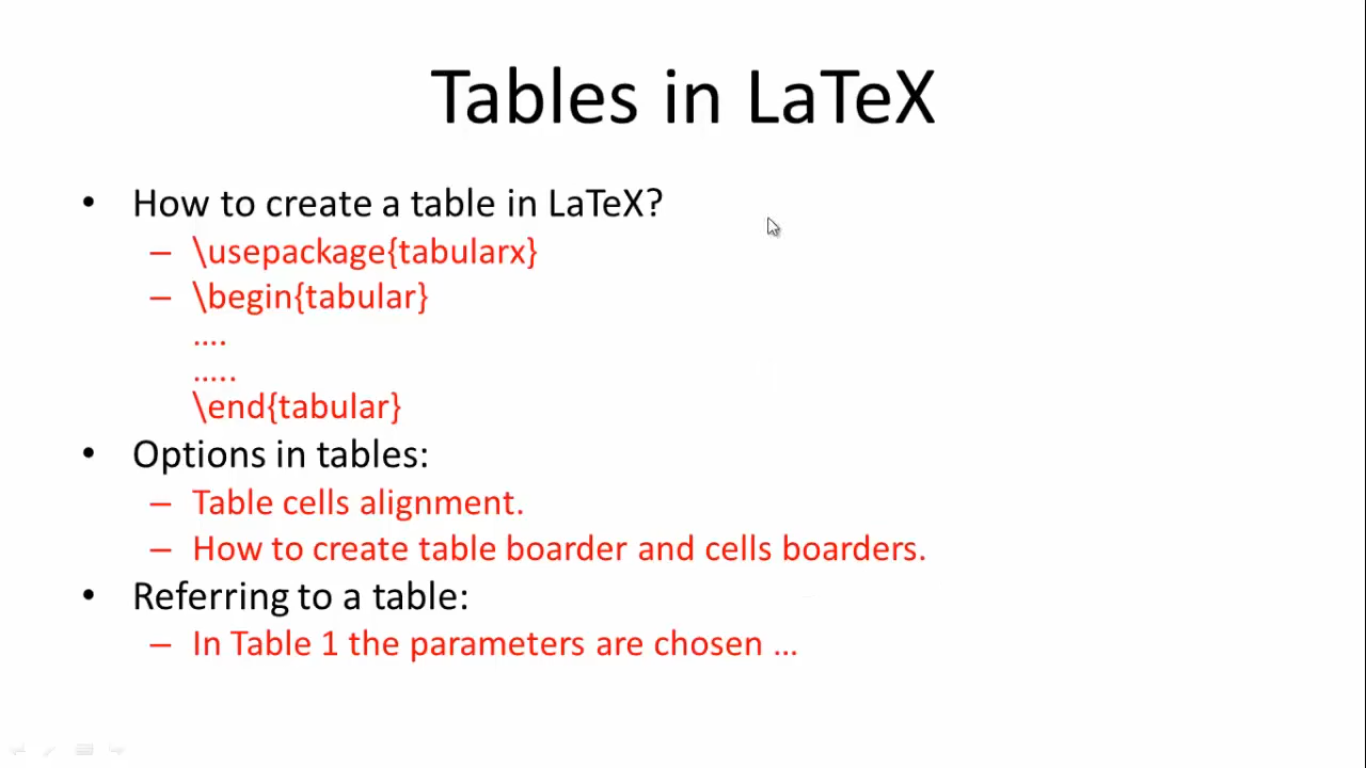 Tables in LaTeX
• How to create a table in LaTeX?
– \usepackage{tabularx}
– \begin{tabular}
....
.....
\end{tabular}
• Options in tables:
– Table cells alignment.
– How to create table boarder and cells boarders.
• Referring to a table:
– In Table 1 the parameters are chosen ...